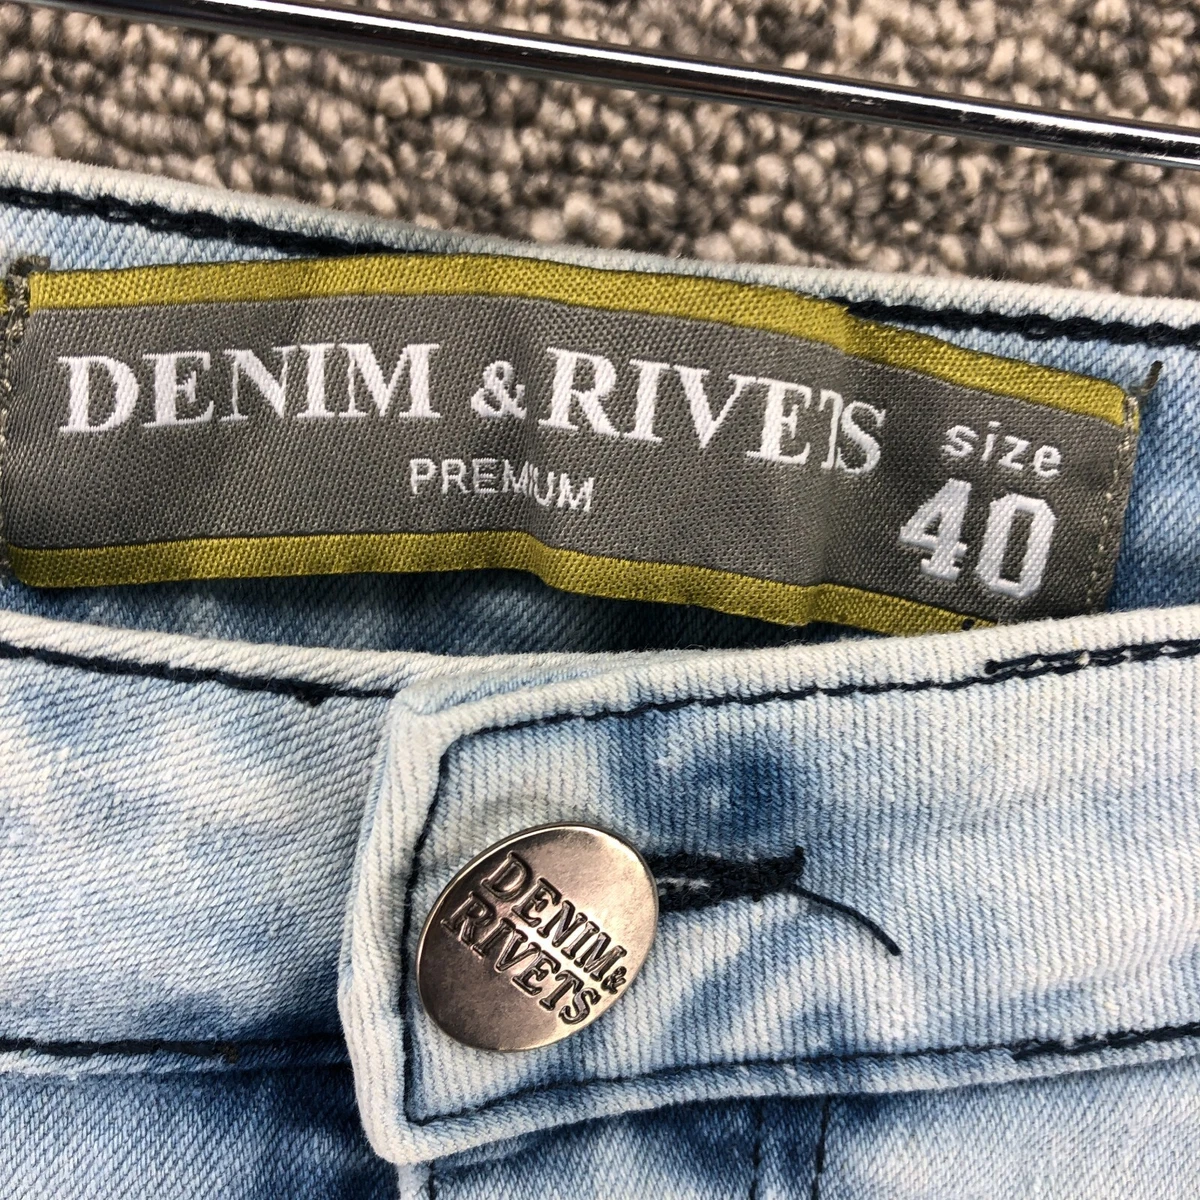 DENIM & RIVETS
PREMIUM
size
40
DENIM &
RIVETS